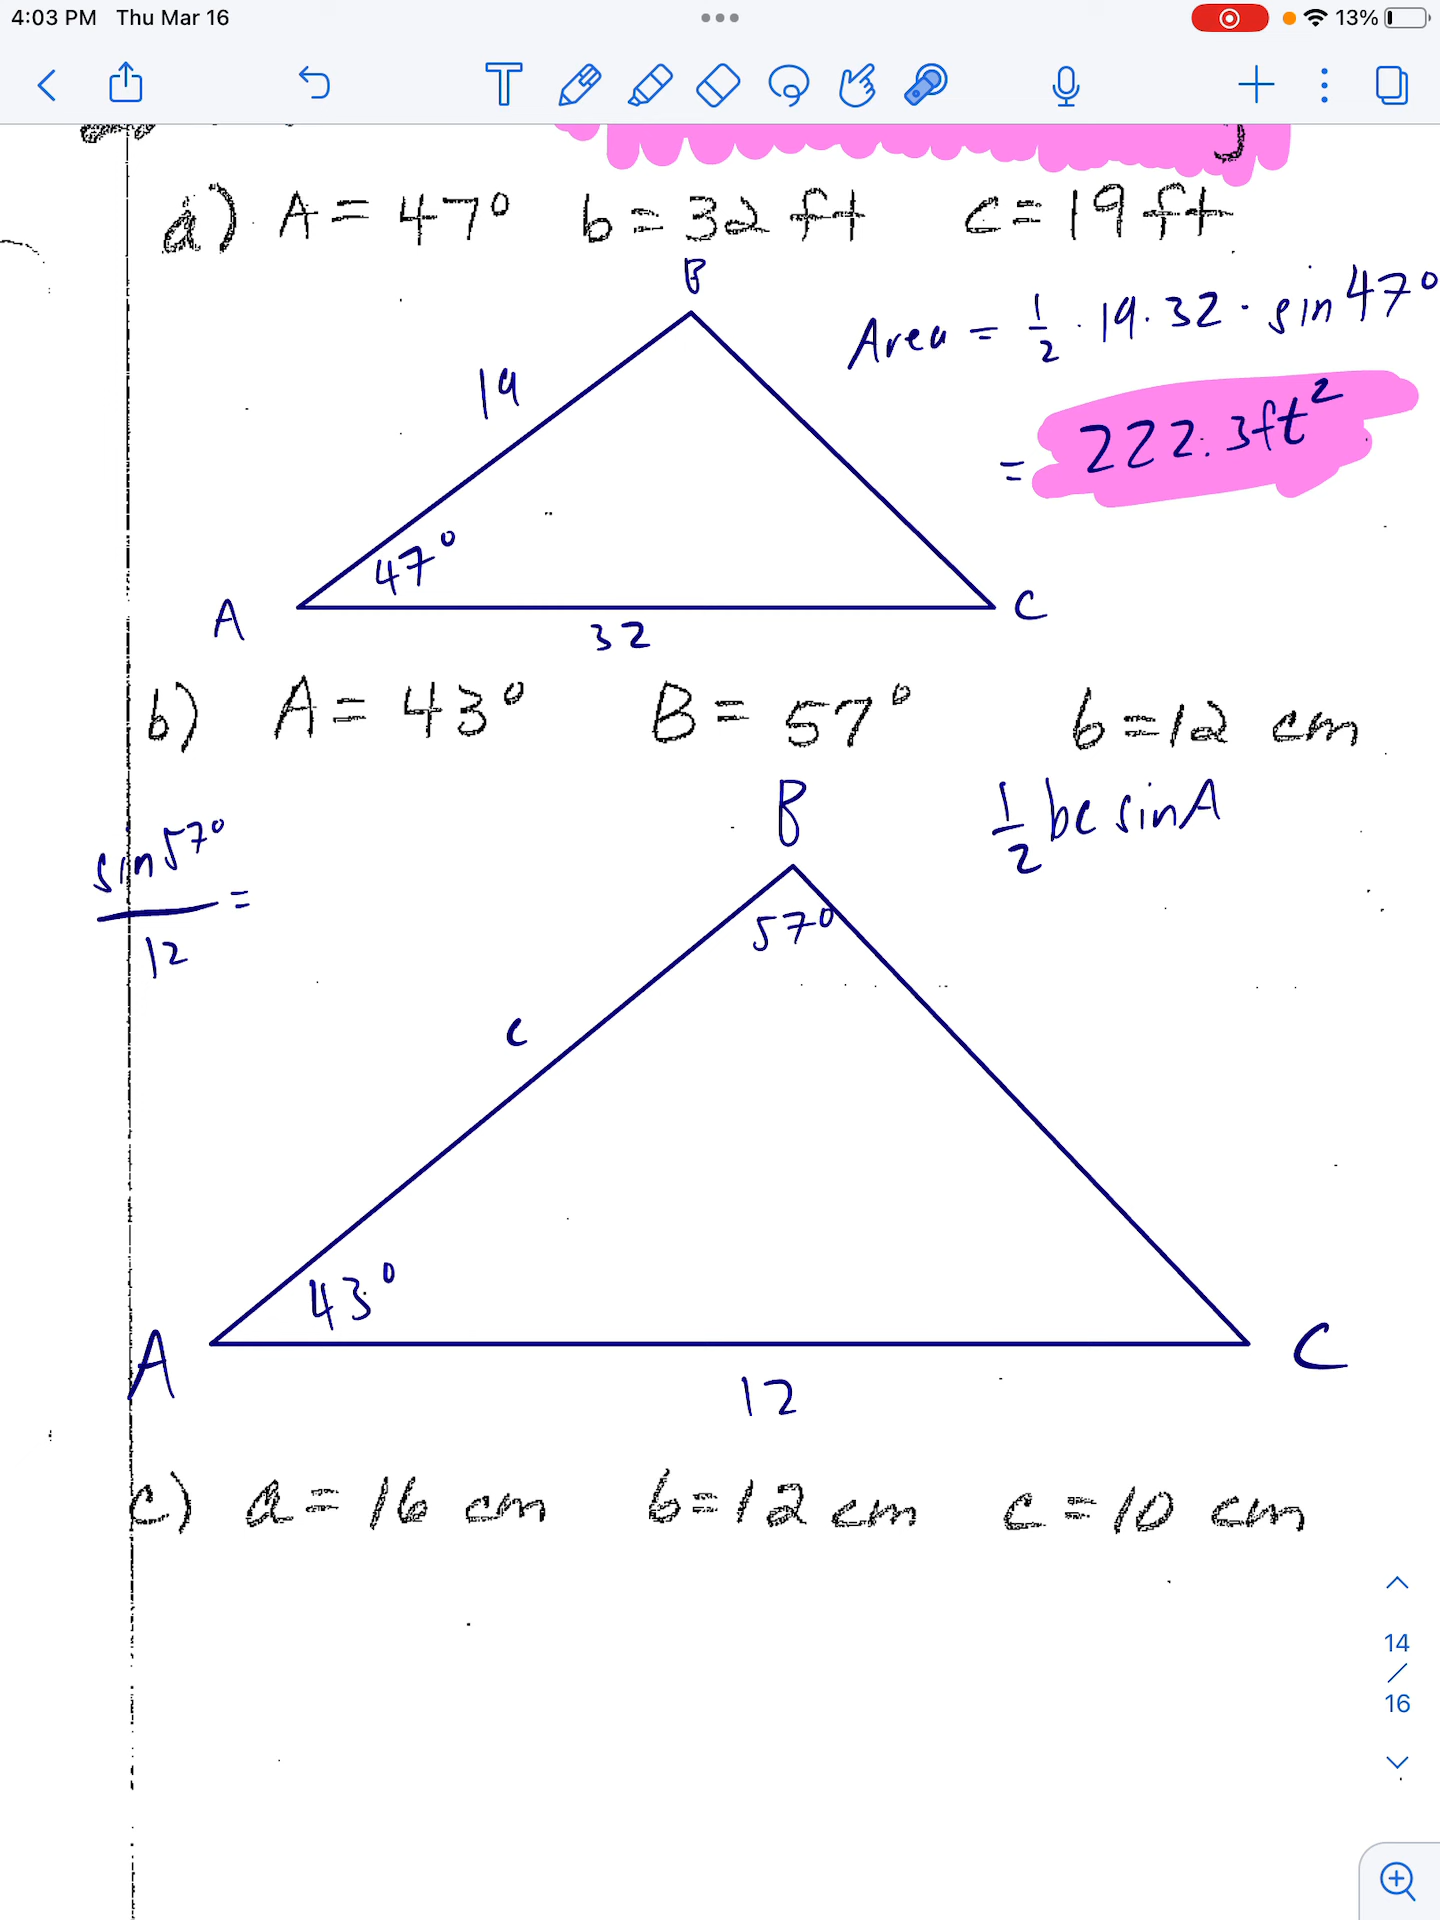 4:03 PM Thu Mar 16
13%
a) A = 47° b = 32 ft c = 19 ft
B
Area = 1/2 · 19 · 32 · sin 47°
19
= 222.3ft²
47°
A
C
32
b) A = 43° B = 57° b = 12 cm
B
1/2 bc sin A
sin 57° / 12 =
57°
c
43°
A
C
12
c) a = 16 cm b = 12 cm c = 10 cm
14
/
16